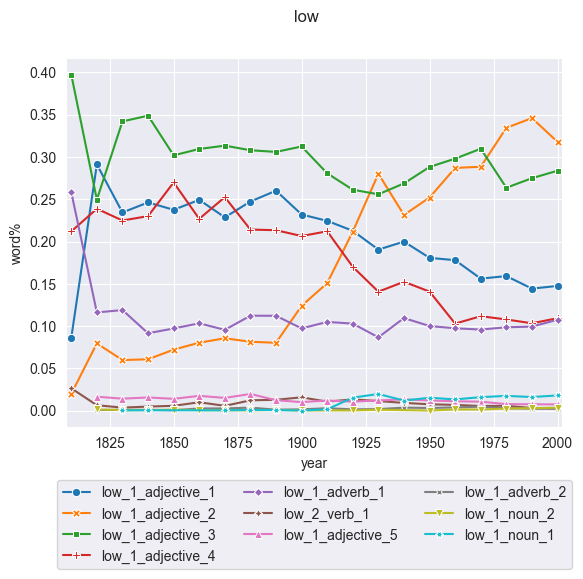 low
0.40
0.35
0.30
0.25
0.20
0.15
0.10
0.05
0.00
word%
1825 1850 1875 1900 1925 1950 1975 2000
year
low_1_adjective_1 low_1_adverb_1 low_1_adverb_2
low_1_adjective_2 low_2_verb_1 low_1_noun_2
low_1_adjective_3 low_1_adjective_5 low_1_noun_1
low_1_adjective_4